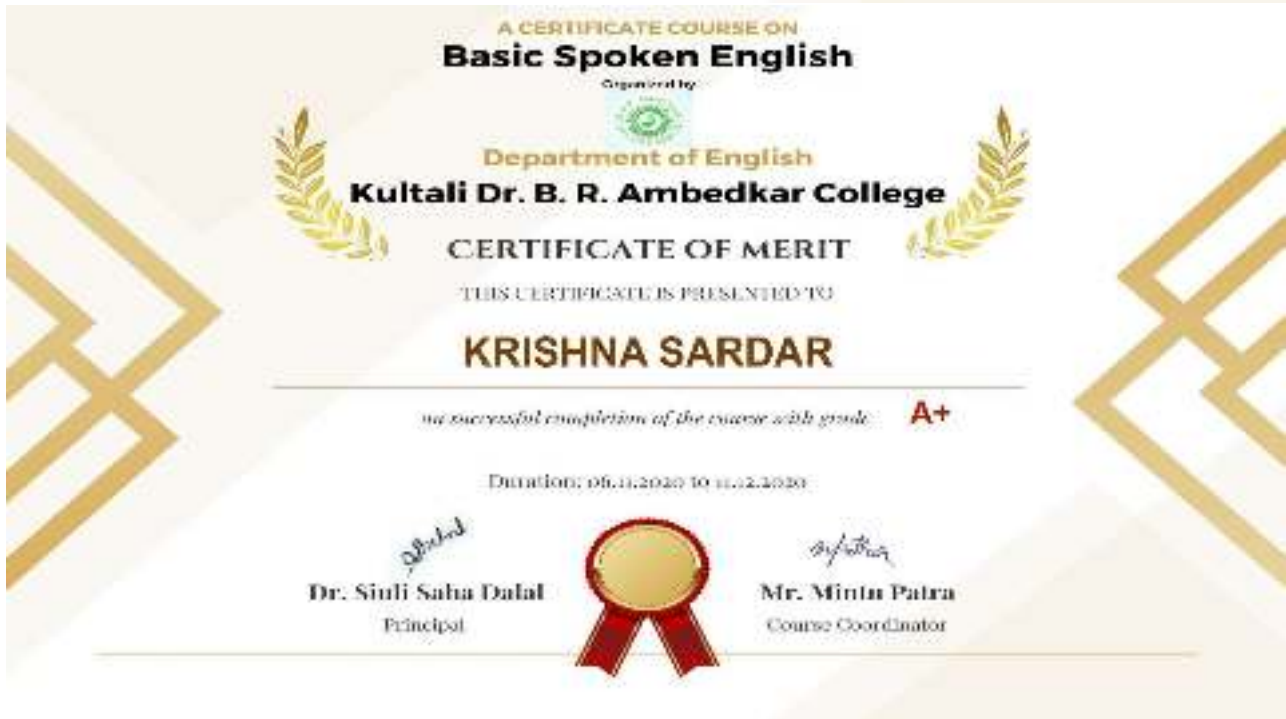 A CERTIFICATE COURSE ON
Basic Spoken English
Organized by
Department of English
Kultali Dr. B. R. Ambedkar College
CERTIFICATE OF MERIT
THIS CERTIFICATE IS PRESENTED TO
KRISHNA SARDAR
on successful completion of the course with grade A+
Duration: 06.11.2020 to 11.12.2020
Dr. Siuli Saha Dalal
Mr. Mintu Patra
Principal
Course Coordinator